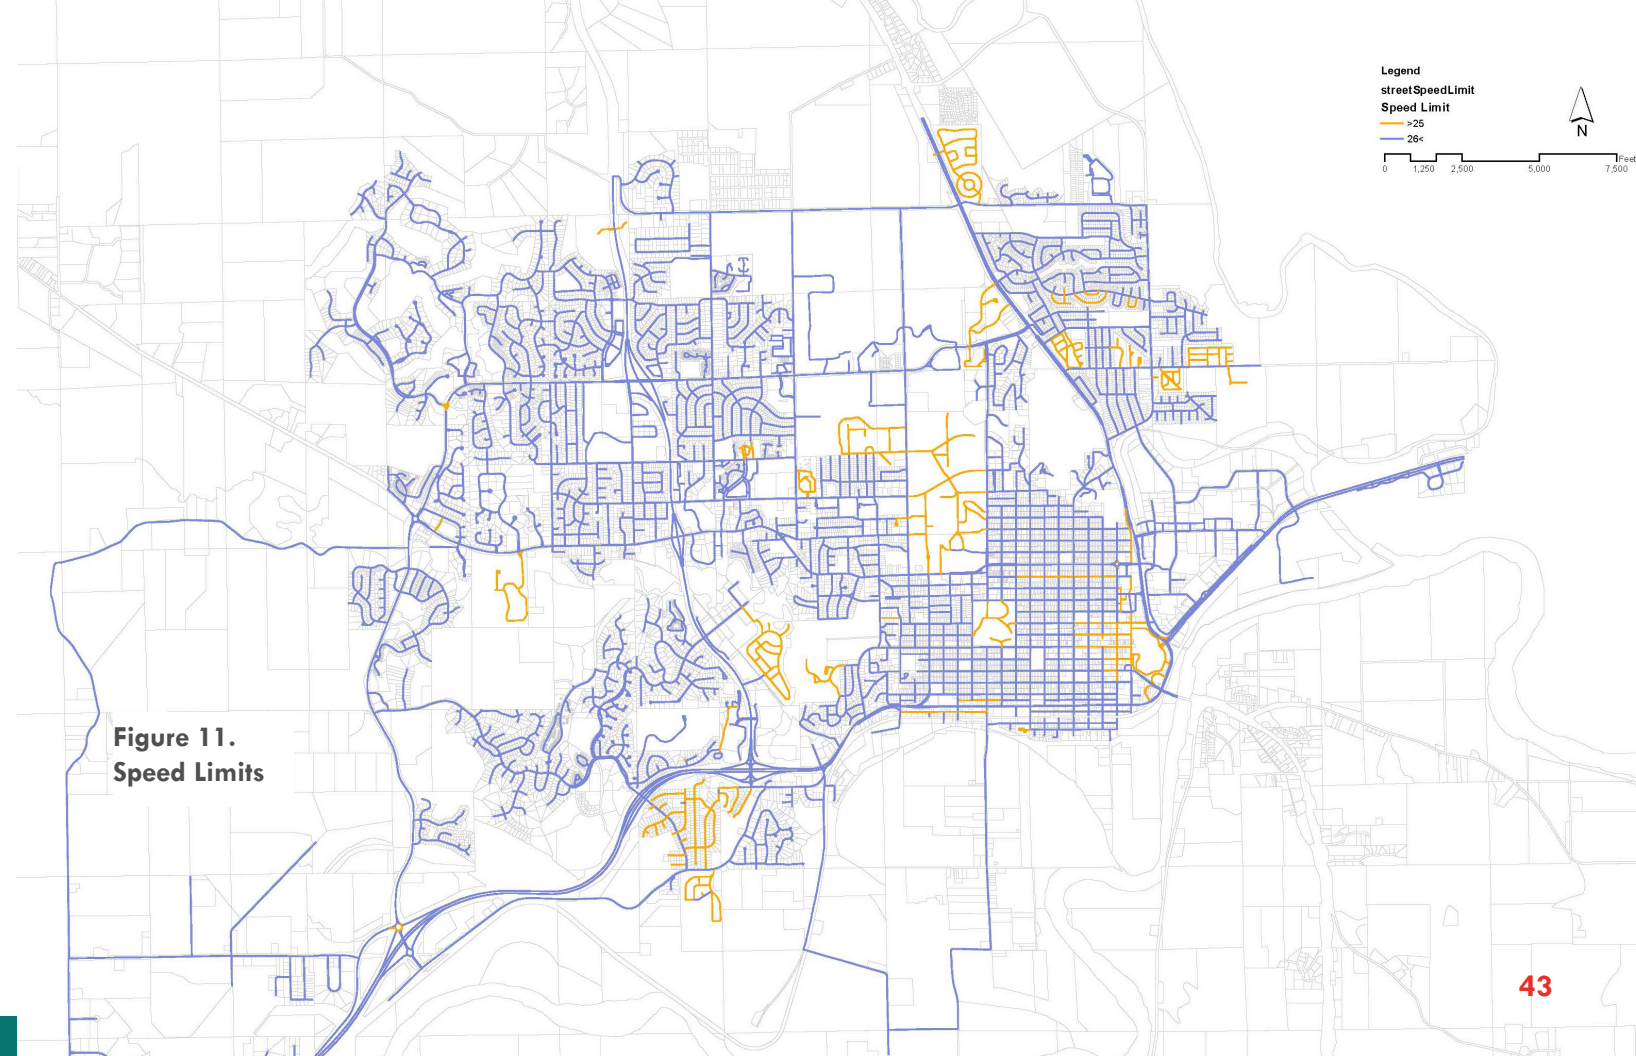 Legend
streetSpeedLimit
Speed Limit
>25
26<
N
Feet
0 1,250 2,500 5,000 7,500
Figure 11.
Speed Limits
43